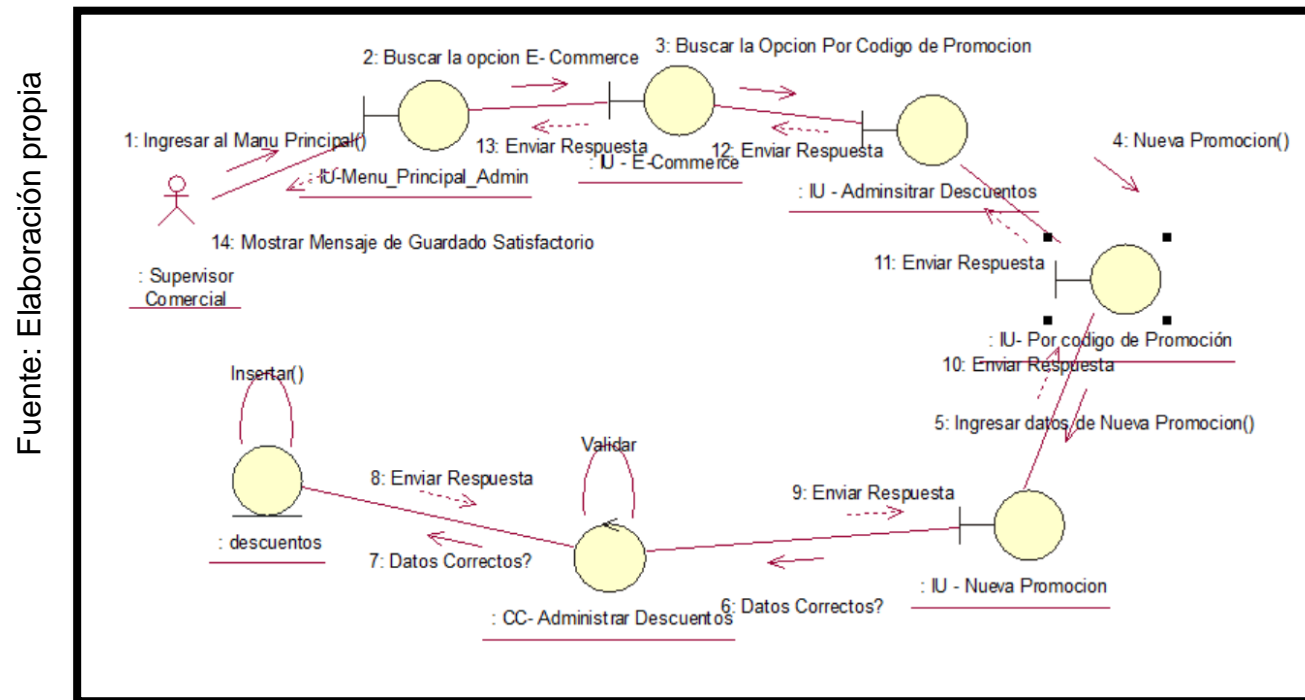 Fuente: Elaboración propia
2: Buscar la opcion E- Commerce
3: Buscar la Opcion Por Codigo de Promocion
1: Ingresar al Manu Principal()
13: Enviar Respuesta
12: Enviar Respuesta
4: Nueva Promocion()
: IU-Menu_Principal_Admin
: IU - E-Commerce
: IU - Adminsitrar Descuentos
14: Mostrar Mensaje de Guardado Satisfactorio
11: Enviar Respuesta
: Supervisor
Comercial
: IU- Por codigo de Promoción
10: Enviar Respuesta
Insertar()
5: Ingresar datos de Nueva Promocion()
Validar
8: Enviar Respuesta
9: Enviar Respuesta
: descuentos
7: Datos Correctos?
: IU - Nueva Promocion
6: Datos Correctos?
: CC- Administrar Descuentos